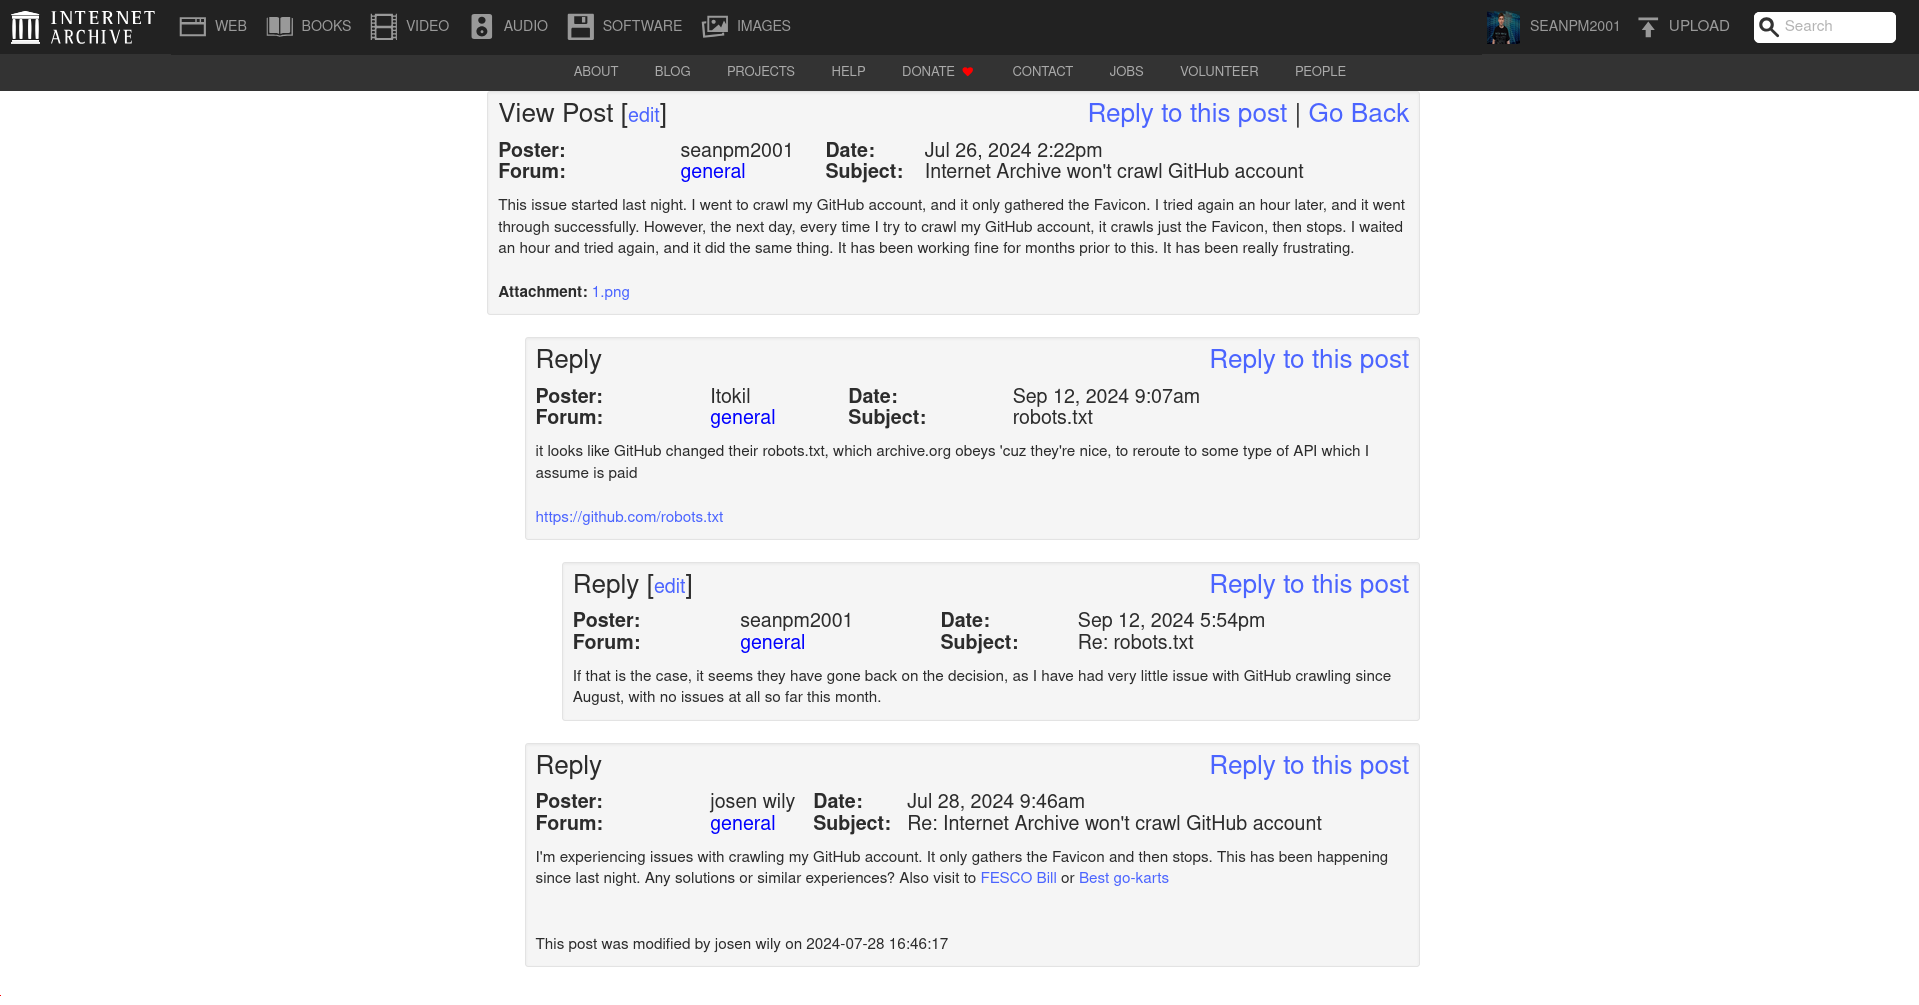 INTERNET
ARCHIVE
WEB BOOKS VIDEO AUDIO SOFTWARE IMAGES SEANPM2001 UPLOAD Search
ABOUT BLOG PROJECTS HELP DONATE CONTACT JOBS VOLUNTEER PEOPLE
View Post [edit] Reply to this post | Go Back
Poster: seanpm2001 Date: Jul 26, 2024 2:22pm
Forum: general Subject: Internet Archive won't crawl GitHub account
This issue started last night. I went to crawl my GitHub account, and it only gathered the Favicon. I tried again an hour later, and it went
through successfully. However, the next day, every time I try to crawl my GitHub account, it crawls just the Favicon, then stops. I waited
an hour and tried again, and it did the same thing. It has been working fine for months prior to this. It has been really frustrating.
Attachment: 1.png
Reply Reply to this post
Poster: Itokil Date: Sep 12, 2024 9:07am
Forum: general Subject: robots.txt
it looks like GitHub changed their robots.txt, which archive.org obeys 'cuz they're nice, to reroute to some type of API which I
assume is paid
https://github.com/robots.txt
Reply [edit] Reply to this post
Poster: seanpm2001 Date: Sep 12, 2024 5:54pm
Forum: general Subject: Re: robots.txt
If that is the case, it seems they have gone back on the decision, as I have had very little issue with GitHub crawling since
August, with no issues at all so far this month.
Reply Reply to this post
Poster: josen wily Date: Jul 28, 2024 9:46am
Forum: general Subject: Re: Internet Archive won't crawl GitHub account
I'm experiencing issues with crawling my GitHub account. It only gathers the Favicon and then stops. This has been happening
since last night. Any solutions or similar experiences? Also visit to FESCO Bill or Best go-karts
This post was modified by josen wily on 2024-07-28 16:46:17